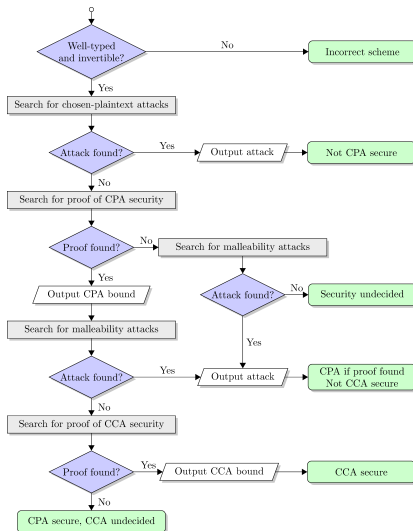 Well-typed
and invertible?
No
Incorrect scheme
Yes
Search for chosen-plaintext attacks
Attack found?
Yes
Output attack
Not CPA secure
No
Search for proof of CPA security
Proof found?
No
Search for malleability attacks
Yes
Output CPA bound
Attack found?
No
Security undecided
Search for malleability attacks
Yes
Attack found?
Yes
Output attack
CPA if proof found
Not CCA secure
No
Search for proof of CCA security
Proof found?
Yes
Output CCA bound
CCA secure
No
CPA secure, CCA undecided